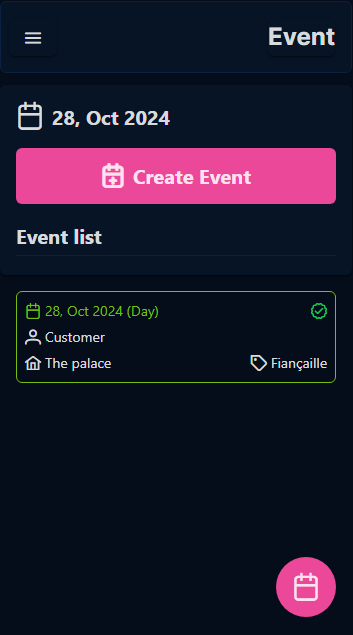 Event
28, Oct 2024
Create Event
Event list
28, Oct 2024 (Day)
Customer
The palace
Fiançaille